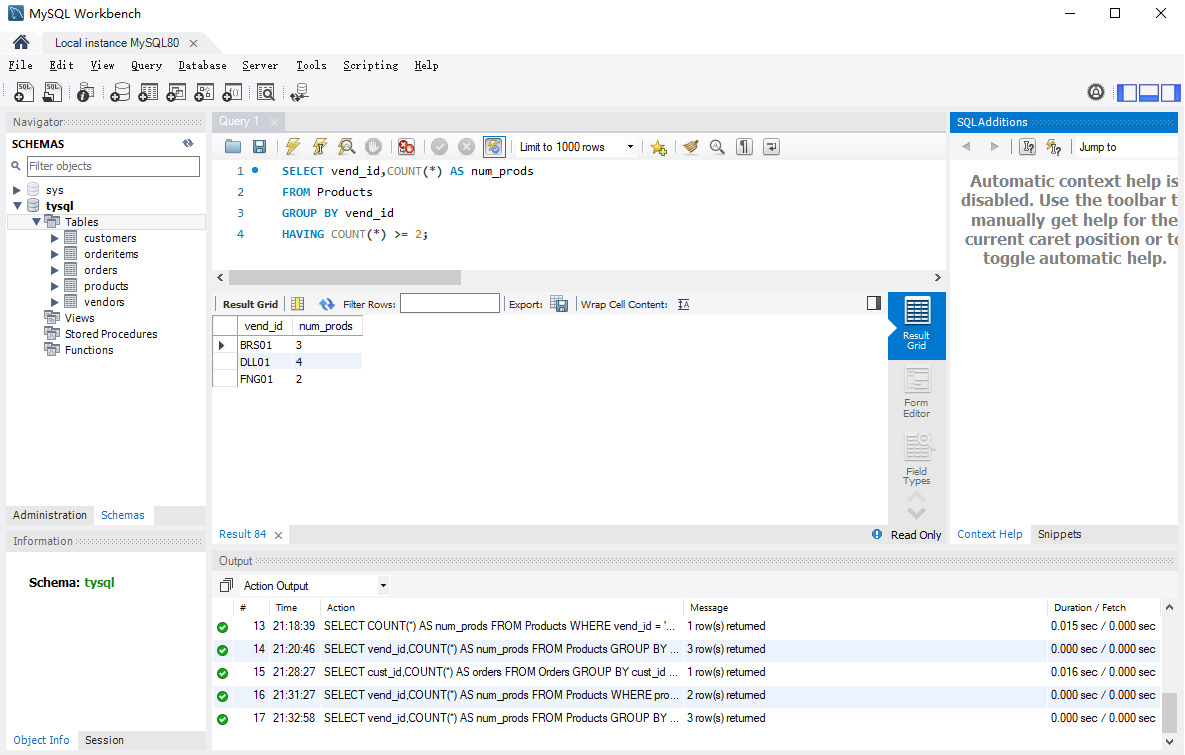 MySQL Workbench
Local instance MySQL80
File Edit View Query Database Server Tools Scripting Help
Navigator
SCHEMAS
Filter objects
sys
tysql
Tables
customers
orderitems
orders
products
vendors
Views
Stored Procedures
Functions
Administration Schemas
Information
Schema: tysql
Object Info Session
Query 1
Limit to 1000 rows
1 SELECT vend_id,COUNT(*) AS num_prods
2 FROM Products
3 GROUP BY vend_id
4 HAVING COUNT(*) >= 2;
Result Grid Filter Rows: Export: Wrap Cell Content:
vend_id num_prods
BRS01 3
DLL01 4
FNG01 2
Result
Grid
Form
Editor
Field
Types
Result 84 Read Only
SQLAdditions
Jump to
Automatic context help is
disabled. Use the toolbar t
manually get help for the
current caret position or to
toggle automatic help.
Context Help Snippets
Output
Action Output
# Time Action Message Duration / Fetch
13 21:18:39 SELECT COUNT(*) AS num_prods FROM Products WHERE vend_id = '... 1 row(s) returned 0.015 sec / 0.000 sec
14 21:20:46 SELECT vend_id,COUNT(*) AS num_prods FROM Products GROUP BY ... 3 row(s) returned 0.000 sec / 0.000 sec
15 21:28:27 SELECT cust_id,COUNT(*) AS orders FROM Orders GROUP BY cust_id ... 1 row(s) returned 0.016 sec / 0.000 sec
16 21:31:27 SELECT vend_id,COUNT(*) AS num_prods FROM Products WHERE pro... 2 row(s) returned 0.000 sec / 0.000 sec
17 21:32:58 SELECT vend_id,COUNT(*) AS num_prods FROM Products GROUP BY ... 3 row(s) returned 0.000 sec / 0.000 sec